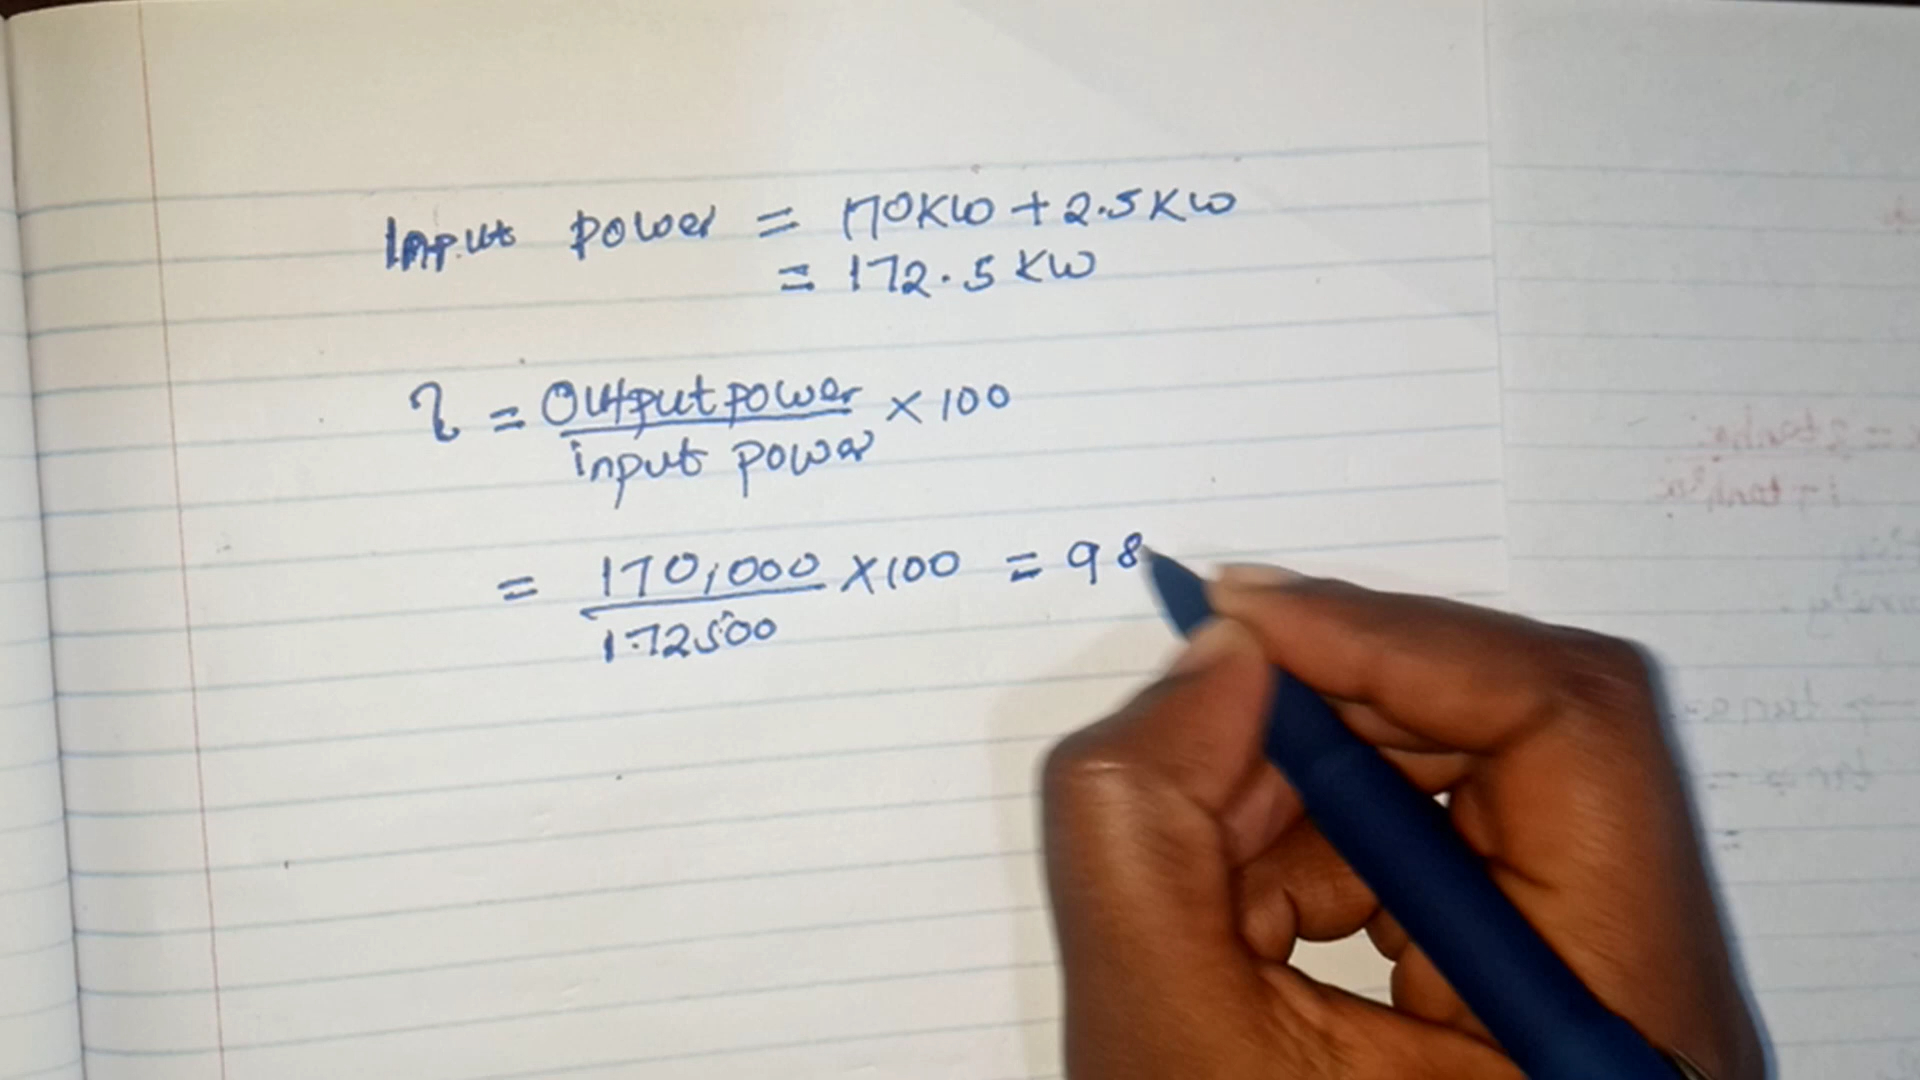 Input power = 170KW + 2.5KW
= 172.5 KW
η = Output power / input power × 100
= 170,000 / 172500 × 100 = 98